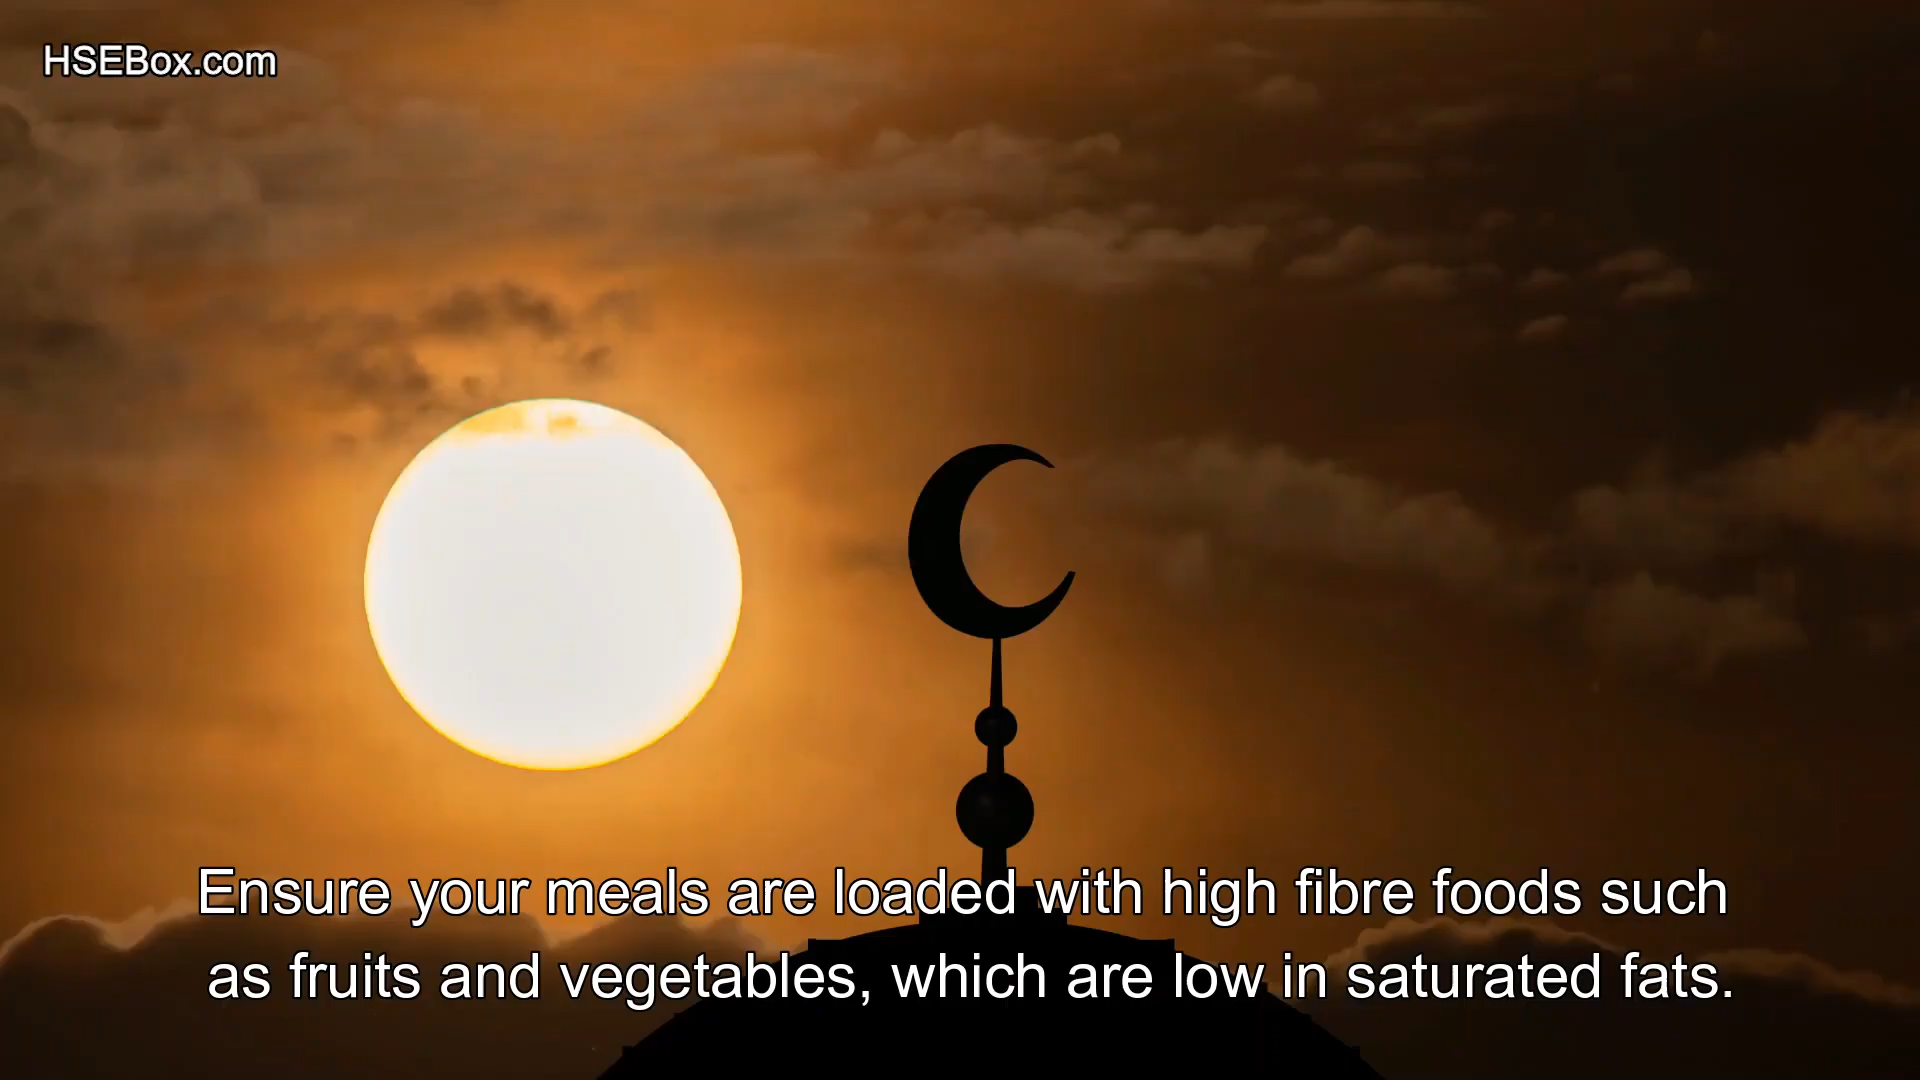 HSEBox.com
Ensure your meals are loaded with high fibre foods such
as fruits and vegetables, which are low in saturated fats.